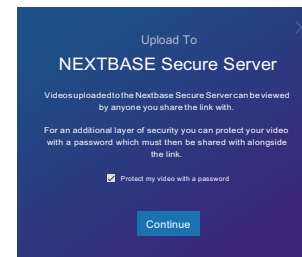 Upload To
NEXTBASE Secure Server
Videos uploaded to the Nextbase Secure Server can be viewed
by anyone you share the link with.
For an additional layer of security you can protect your video
with a password which must then be shared with alongside
the link.
Protect my video with a password
Continue